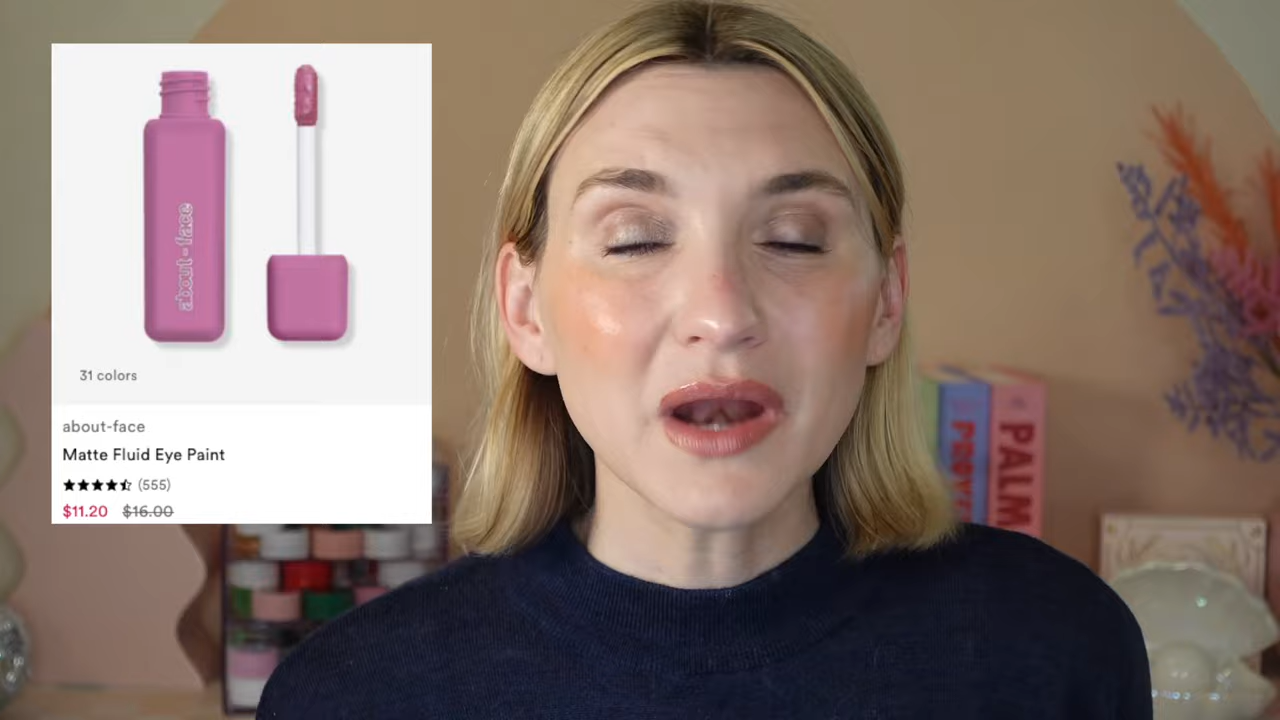 about-face
31 colors
about-face
Matte Fluid Eye Paint
(555)
$11.20 $16.00
PALM